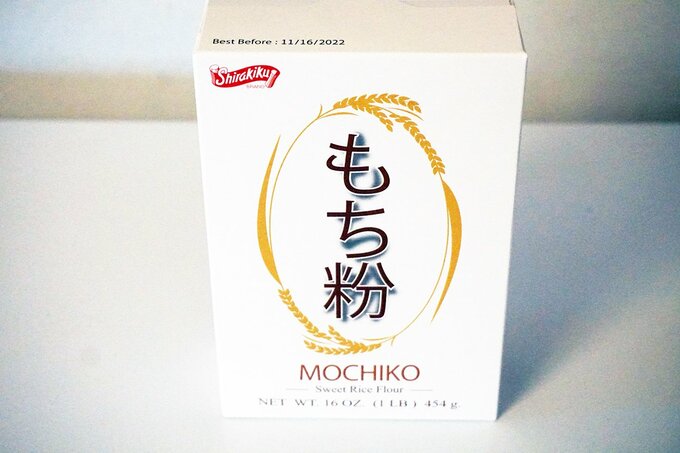 Best Before : 11/16/2022
Shirakiku
BRAND
もち粉
MOCHIKO
Sweet Rice Flour
NET WT. 16 OZ. (1 LB) 454 g.